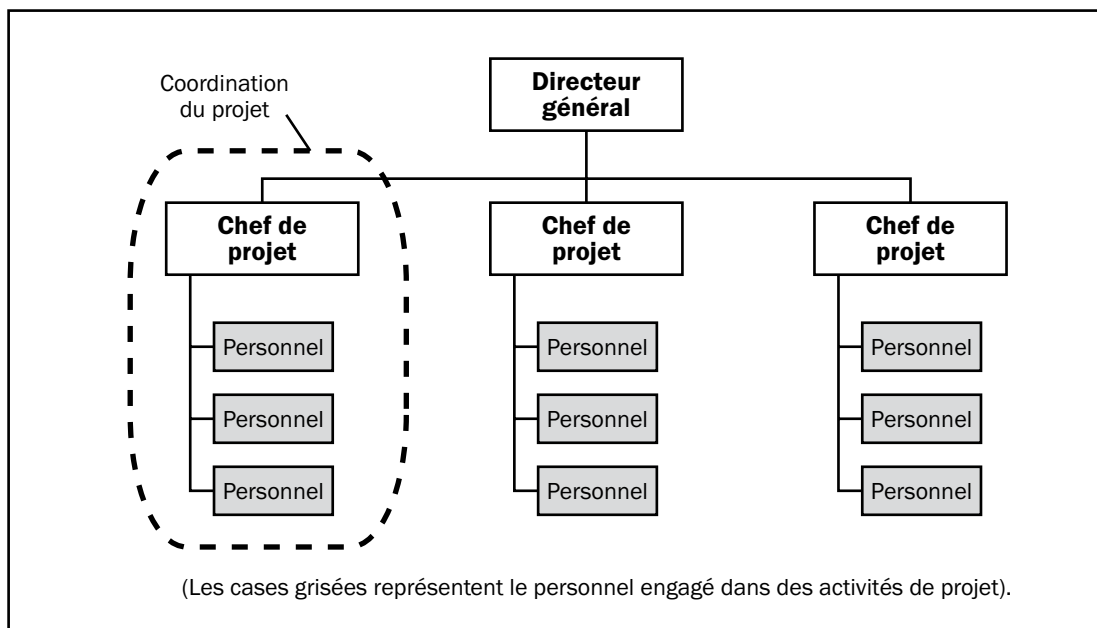 Coordination
du projet
Directeur
général
Chef de
projet
Chef de
projet
Chef de
projet
Personnel
Personnel
Personnel
Personnel
Personnel
Personnel
Personnel
Personnel
Personnel
(Les cases grisées représentent le personnel engagé dans des activités de projet).